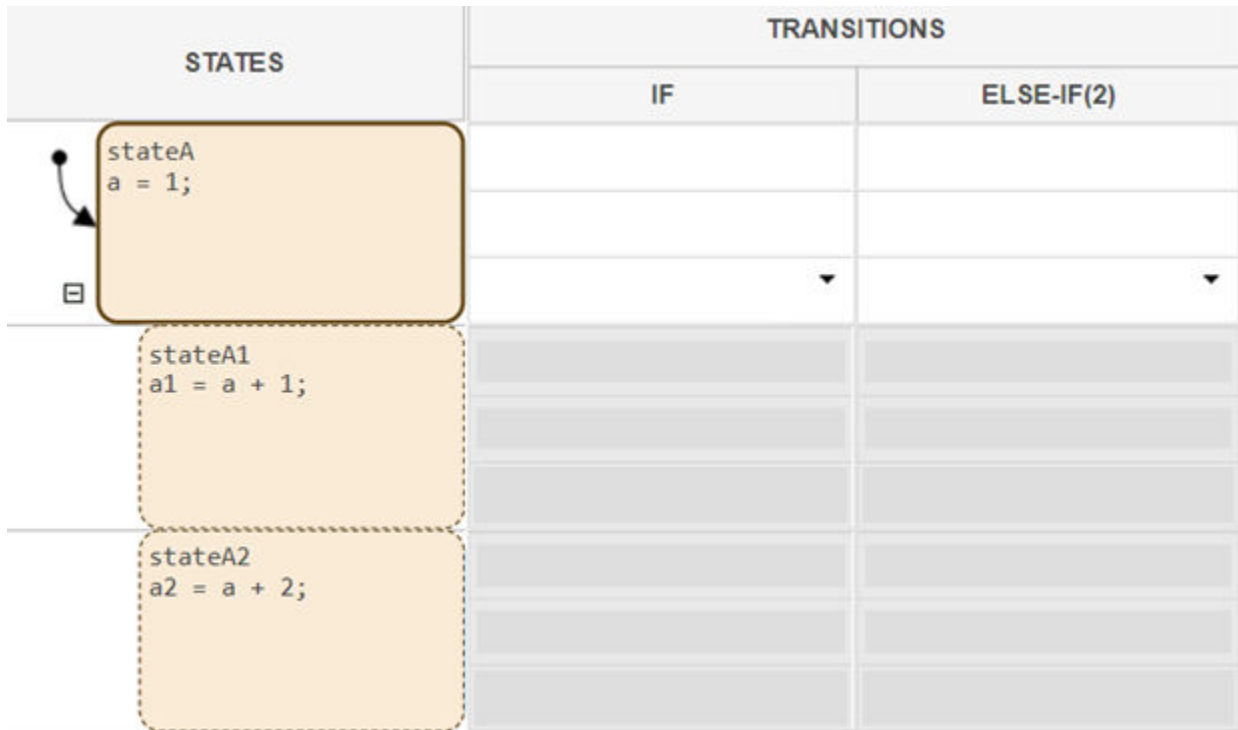 STATES
TRANSITIONS
IF
ELSE-IF(2)
stateA
a = 1;
stateA1
a1 = a + 1;
stateA2
a2 = a + 2;